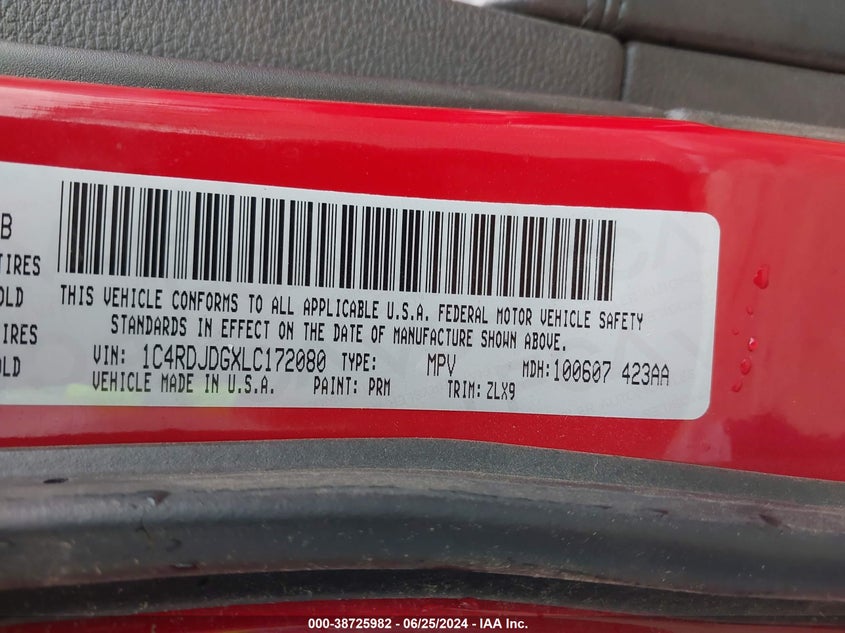 B
TIRES
OLD
IRES
OLD
THIS VEHICLE CONFORMS TO ALL APPLICABLE U.S.A. FEDERAL MOTOR VEHICLE SAFETY
STANDARDS IN EFFECT ON THE DATE OF MANUFACTURE SHOWN ABOVE.
VIN: 1C4RDJDGXLC172080 TYPE: MPV MDH:100607 423AA
VEHICLE MADE IN U.S.A. PAINT: PRM TRIM: ZLX9
000-38725982 - 06/25/2024 - IAA Inc.